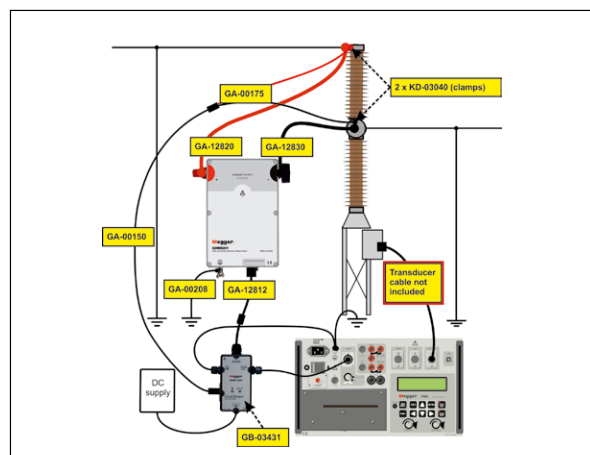 GA-00175
2 x KD-03040 (clamps)
GA-12820
GA-12830
Megger
GA-00150
GA-00208
GA-12812
Transducer
cable not
included
DC
supply
Megger
GB-03431